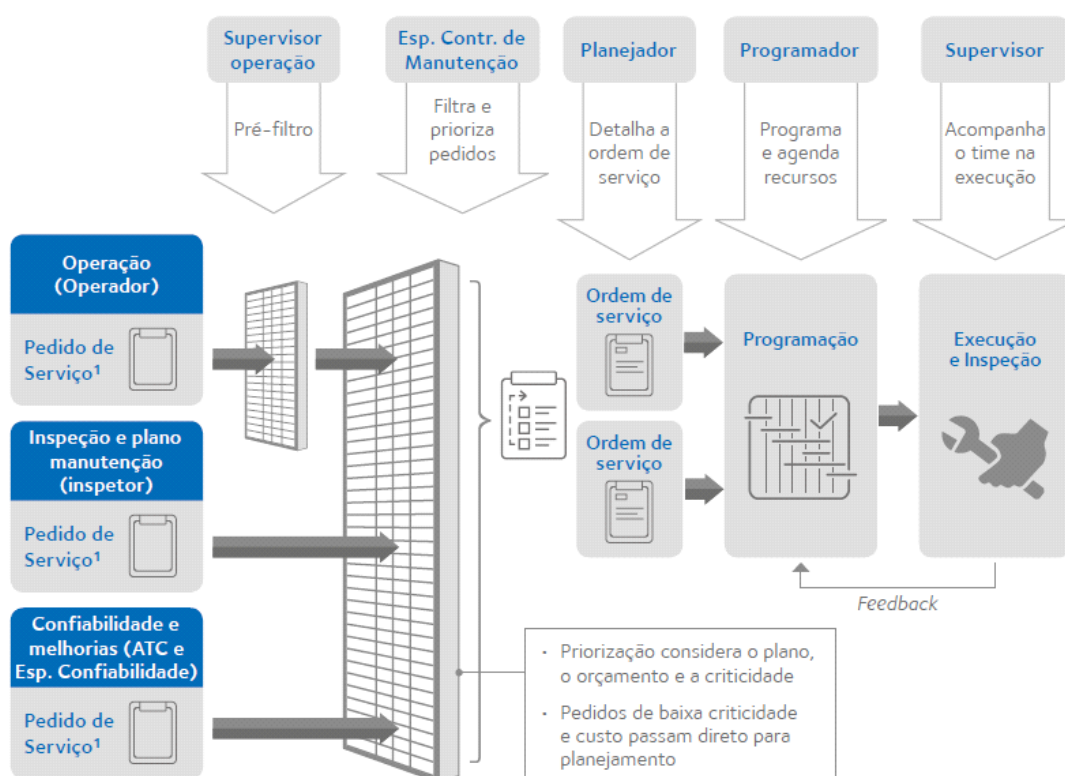 Supervisor
operação
Esp. Contr. de
Manutenção
Planejador
Programador
Supervisor
Pré-filtro
Filtra e
prioriza
pedidos
Detalha a
ordem de
serviço
Programa
e agenda
recursos
Acompanha
o time na
execução
Operação
(Operador)
Pedido de
Serviço¹
Inspeção e plano
manutenção
(inspetor)
Pedido de
Serviço¹
Confiabilidade e
melhorias (ATC e
Esp. Confiabilidade)
Pedido de
Serviço¹
Ordem de
serviço
Ordem de
serviço
Programação
Execução
e Inspeção
Feedback
• Priorização considera o plano,
o orçamento e a criticidade
• Pedidos de baixa criticidade
e custo passam direto para
planejamento